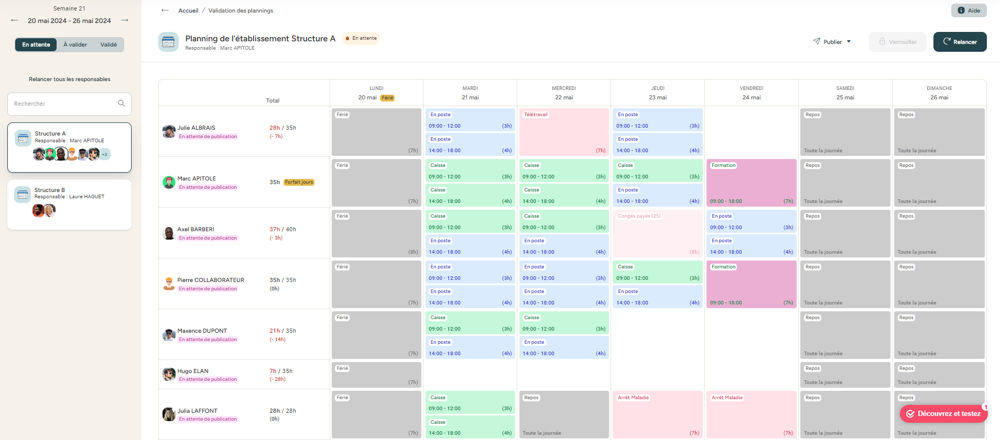 Semaine 21
20 mai 2024 - 26 mai 2024
En attente À valider Validé
Relancer tous les responsables
Rechercher
Structure A
Responsable : Marc APITOLE
+3
Structure B
Responsable : Laure HAGUET
Accueil / Validation des plannings
Aide
Planning de l'établissement Structure A En attente
Responsable : Marc APITOLE
Publier Verrouiller Relancer
Total
LUNDI MARDI MERCREDI JEUDI VENDREDI SAMEDI DIMANCHE
20 mai Férié 21 mai 22 mai 23 mai 24 mai 25 mai 26 mai
Julie ALBRAIS
En attente de publication
28h / 35h
(- 7h)
Férié En poste Télétravail En poste Repos Repos
09:00 - 12:00 (3h) 09:00 - 12:00 (3h)
En poste En poste
(7h) 14:00 - 18:00 (4h) (7h) 14:00 - 18:00 (4h) Toute la journée Toute la journée
Marc APITOLE
En attente de publication
35h Forfait jours
Férié Caisse Caisse Caisse Formation Repos Repos
09:00 - 12:00 (3h) 09:00 - 12:00 (3h) 09:00 - 12:00 (3h)
Caisse Caisse En poste
(7h) 14:00 - 18:00 (4h) 14:00 - 18:00 (4h) 14:00 - 18:00 (4h) 09:00 - 18:00 (7h) Toute la journée Toute la journée
Axel BARBERI
En attente de publication
37h / 40h
(- 3h)
Férié Caisse Caisse Congés payés (25) En poste Repos Repos
09:00 - 12:00 (3h) 09:00 - 12:00 (3h) 09:00 - 12:00 (3h)
En poste En poste En poste
(8h) 14:00 - 18:00 (4h) 14:00 - 18:00 (4h) (8h) 14:00 - 18:00 (4h) Toute la journée Toute la journée
Pierre COLLABORATEUR
En attente de publication
35h / 35h
(0h)
Férié En poste En poste Caisse Formation Repos Repos
09:00 - 12:00 (3h) 09:00 - 12:00 (3h) 09:00 - 12:00 (3h)
En poste En poste En poste
(7h) 14:00 - 18:00 (4h) 14:00 - 18:00 (4h) 14:00 - 18:00 (4h) 09:00 - 18:00 (7h) Toute la journée Toute la journée
Maxence DUPONT
En attente de publication
21h / 35h
(- 14h)
Férié Caisse Caisse Repos Repos
09:00 - 12:00 (3h) 09:00 - 12:00 (3h)
En poste En poste
(7h) 14:00 - 18:00 (4h) 14:00 - 18:00 (4h) Toute la journée Toute la journée
Hugo ELAN
En attente de publication
7h / 35h
(- 28h)
Férié Repos Repos
(7h) Toute la journée Toute la journée
Julia LAFFONT
En attente de publication
28h / 28h
(0h)
Férié Caisse Repos Arrêt Maladie Arrêt Maladie Repos Repos
09:00 - 12:00 (3h)
Caisse
(7h) 14:00 - 18:00 (4h) Toute la journée (7h) (7h) Toute la journée Toute la journée
Découvrez et testez 1